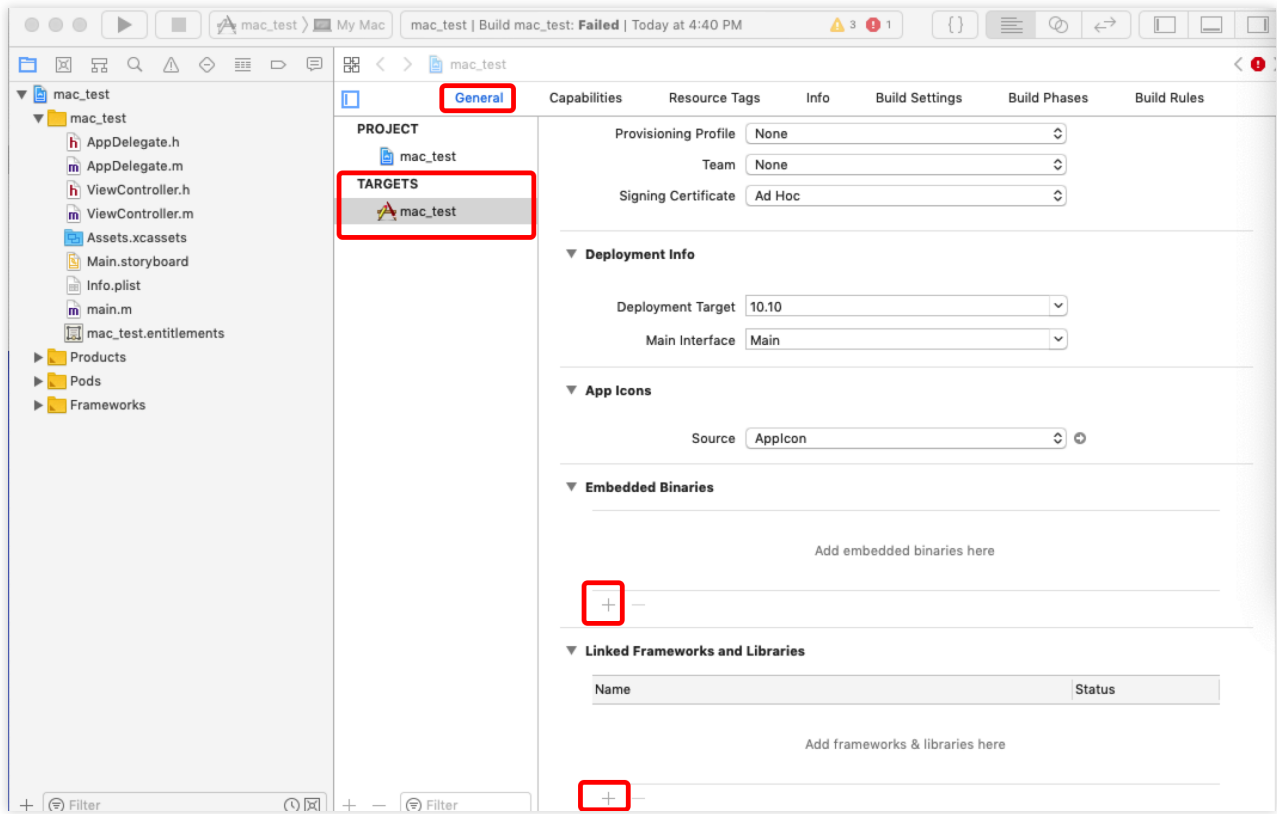 mac_test 〉 My Mac
mac_test | Build mac_test: Failed | Today at 4:40 PM
3
1
{ }
mac_test
mac_test
General
Capabilities
Resource Tags
Info
Build Settings
Build Phases
Build Rules
mac_test
h AppDelegate.h
m AppDelegate.m
h ViewController.h
m ViewController.m
Assets.xcassets
Main.storyboard
Info.plist
m main.m
mac_test.entitlements
Products
Pods
Frameworks
Filter
PROJECT
mac_test
TARGETS
mac_test
Filter
Provisioning Profile None
Team None
Signing Certificate Ad Hoc
Deployment Info
Deployment Target 10.10
Main Interface Main
App Icons
Source AppIcon
Embedded Binaries
Add embedded binaries here
Linked Frameworks and Libraries
Name Status
Add frameworks & libraries here